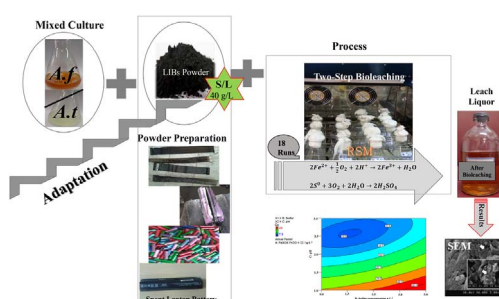 Mixed Culture
A.f
A.t
Adaptation
LIBs Powder
S/L
40 g/L
Powder Preparation
Spent Laptop Battery
Process
Two-Step Bioleaching
RSM
18
Runs
2Fe²⁺ + ½O₂ + 2H⁺ → 2Fe³⁺ + H₂O
2S⁰ + 3O₂ + 2H₂O → 2H₂SO₄
Leach
Liquor
After
Bioleaching
Results
SEM